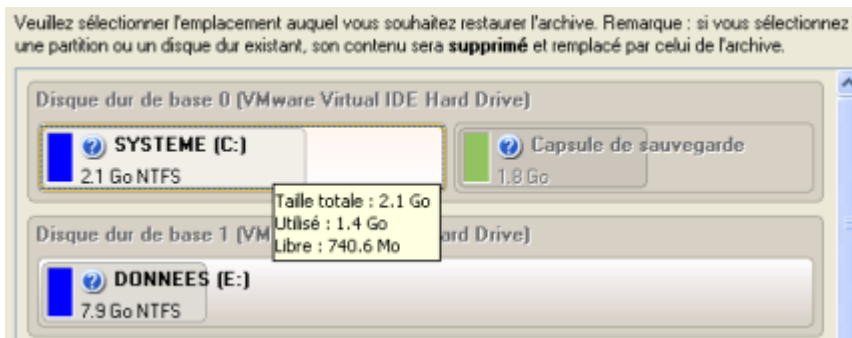 Veuillez sélectionner l'emplacement auquel vous souhaitez restaurer l'archive. Remarque : si vous sélectionnez
une partition ou un disque dur existant, son contenu sera supprimé et remplacé par celui de l'archive.
Disque dur de base 0 (VMware Virtual IDE Hard Drive)
SYSTEME (C:)
2.1 Go NTFS
Capsule de sauvegarde
1.8 Go
Taille totale : 2.1 Go
Utilisé : 1.4 Go
Libre : 740.6 Mo
Disque dur de base 1 (VM ard Drive)
DONNEES (E:)
7.9 Go NTFS